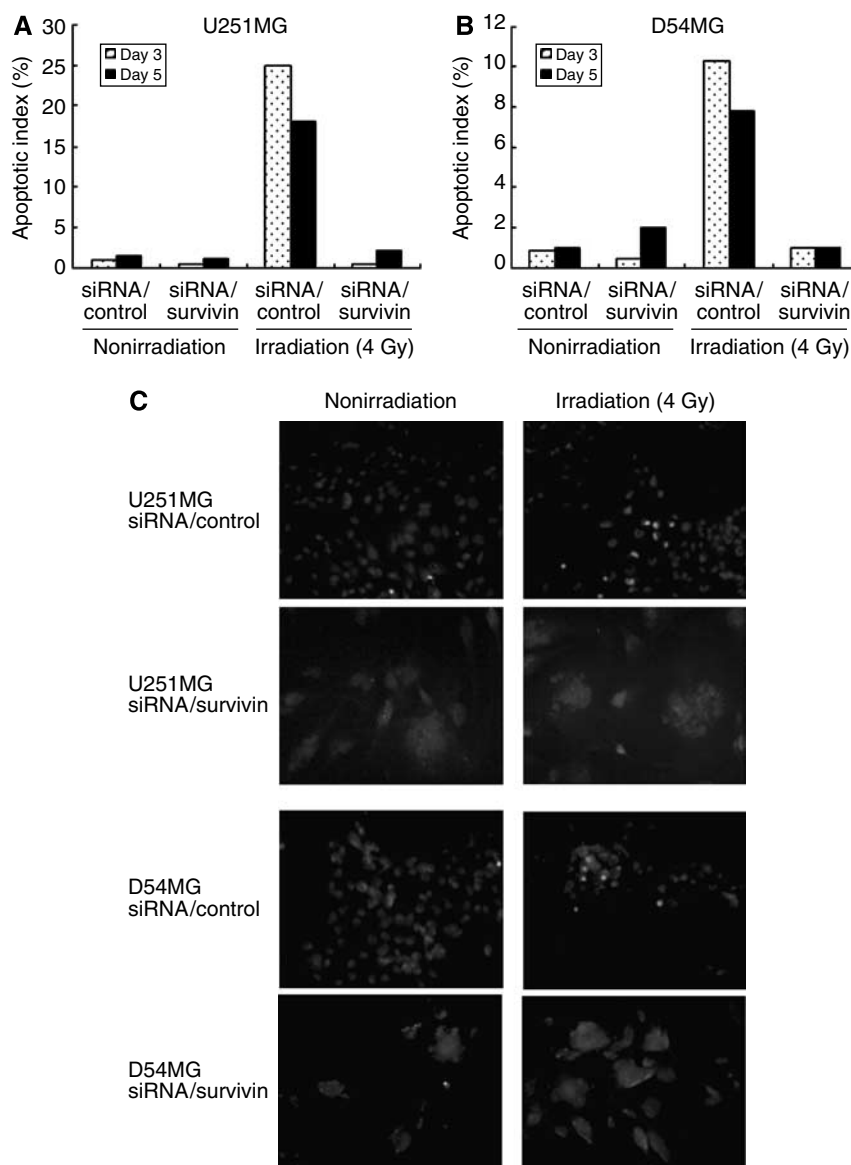 A
U251MG
Apoptotic index (%)
30
25
20
15
10
5
0
Day 3
Day 5
siRNA/ siRNA/ siRNA/ siRNA/
control survivin control survivin
Nonirradiation Irradiation (4 Gy)
B
D54MG
Apoptotic index (%)
12
10
8
6
4
2
0
Day 3
Day 5
siRNA/ siRNA/ siRNA/ siRNA/
control survivin control survivin
Nonirradiation Irradiation (4 Gy)
C
Nonirradiation Irradiation (4 Gy)
U251MG
siRNA/control
U251MG
siRNA/survivin
D54MG
siRNA/control
D54MG
siRNA/survivin